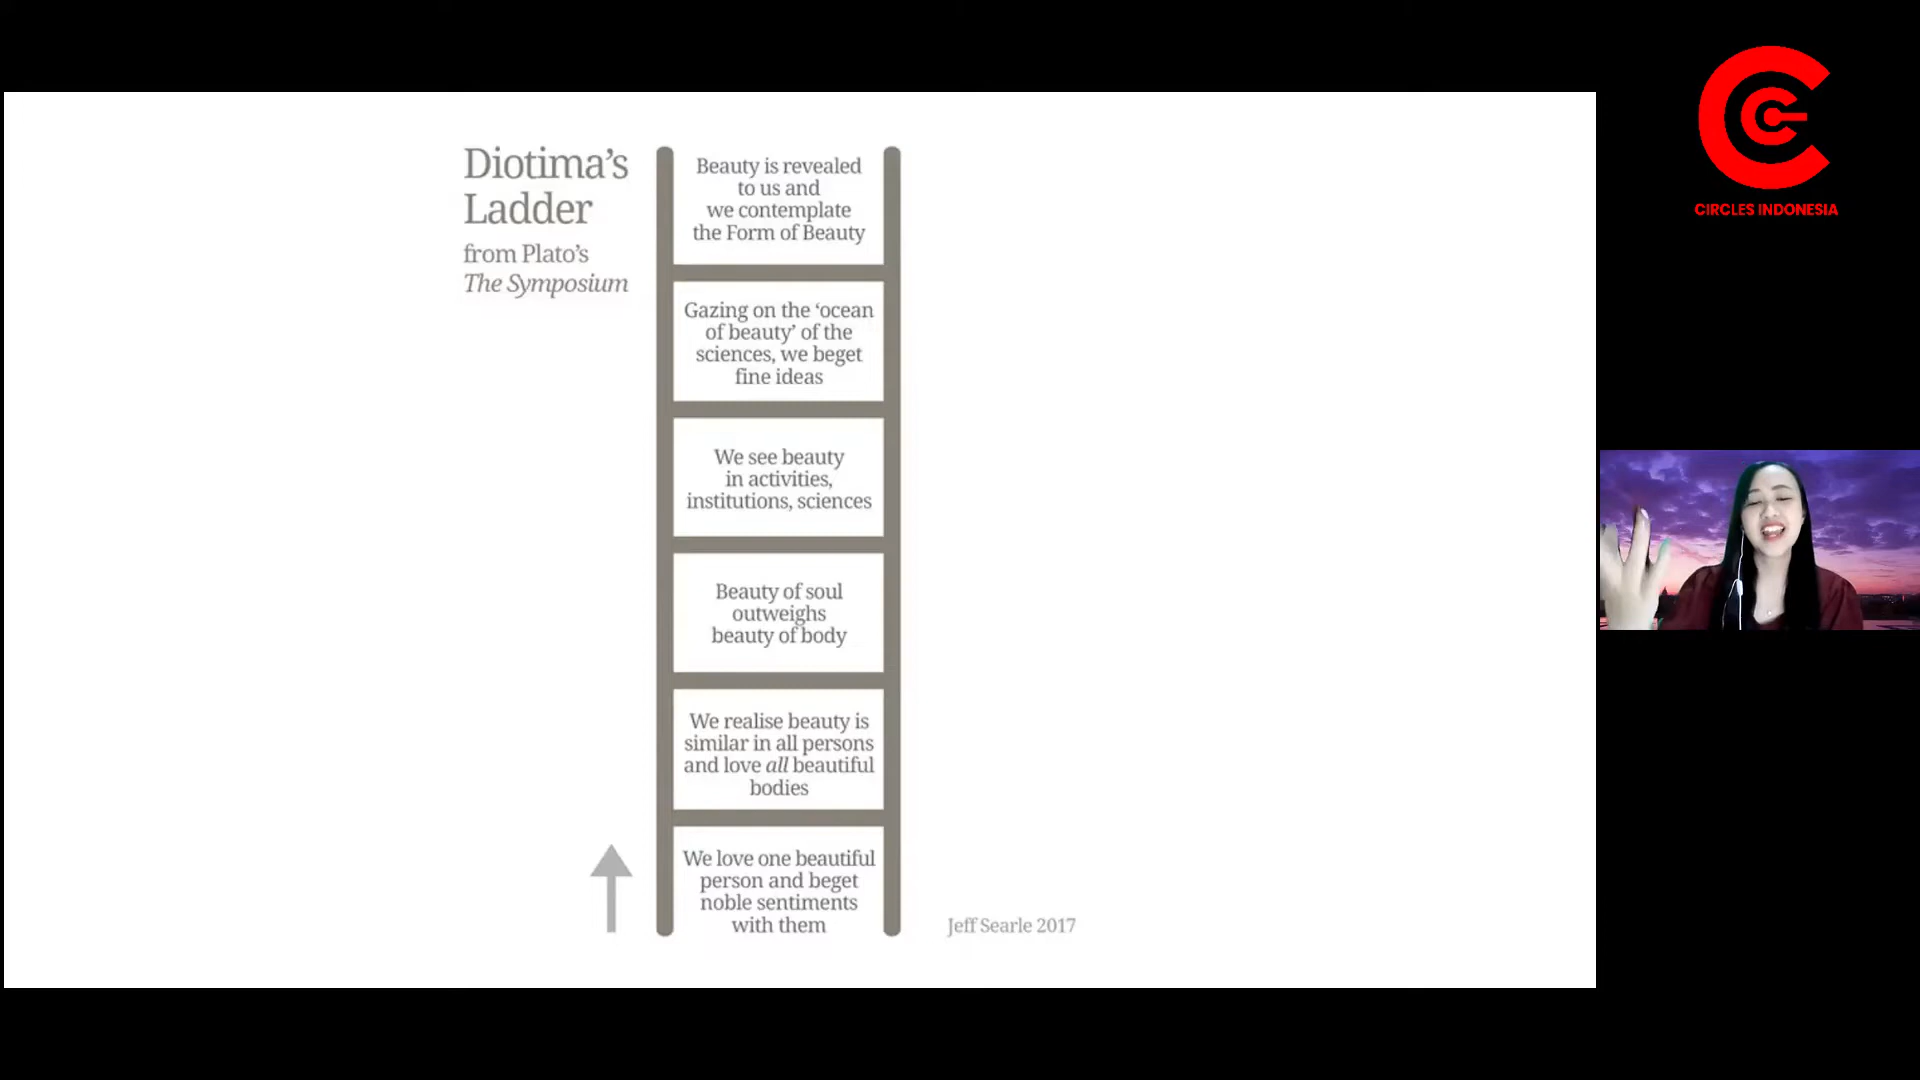 Diotima's
Ladder
from Plato's
The Symposium
Beauty is revealed
to us and
we contemplate
the Form of Beauty
Gazing on the ‘ocean
of beauty’ of the
sciences, we beget
fine ideas
We see beauty
in activities,
institutions, sciences
Beauty of soul
outweighs
beauty of body
We realise beauty is
similar in all persons
and love all beautiful
bodies
We love one beautiful
person and beget
noble sentiments
with them
Jeff Searle 2017
CIRCLES INDONESIA